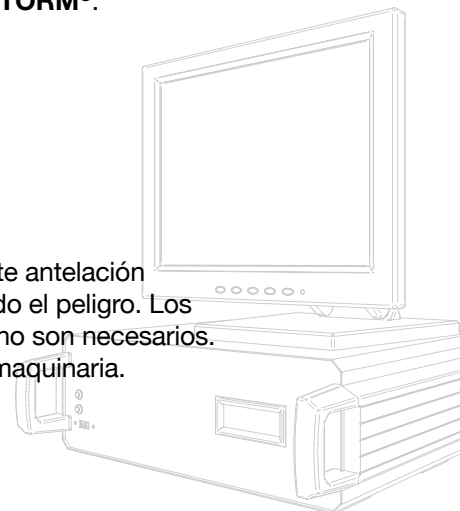 TORM®.
te antelación
do el peligro. Los
no son necesarios.
maquinaria.